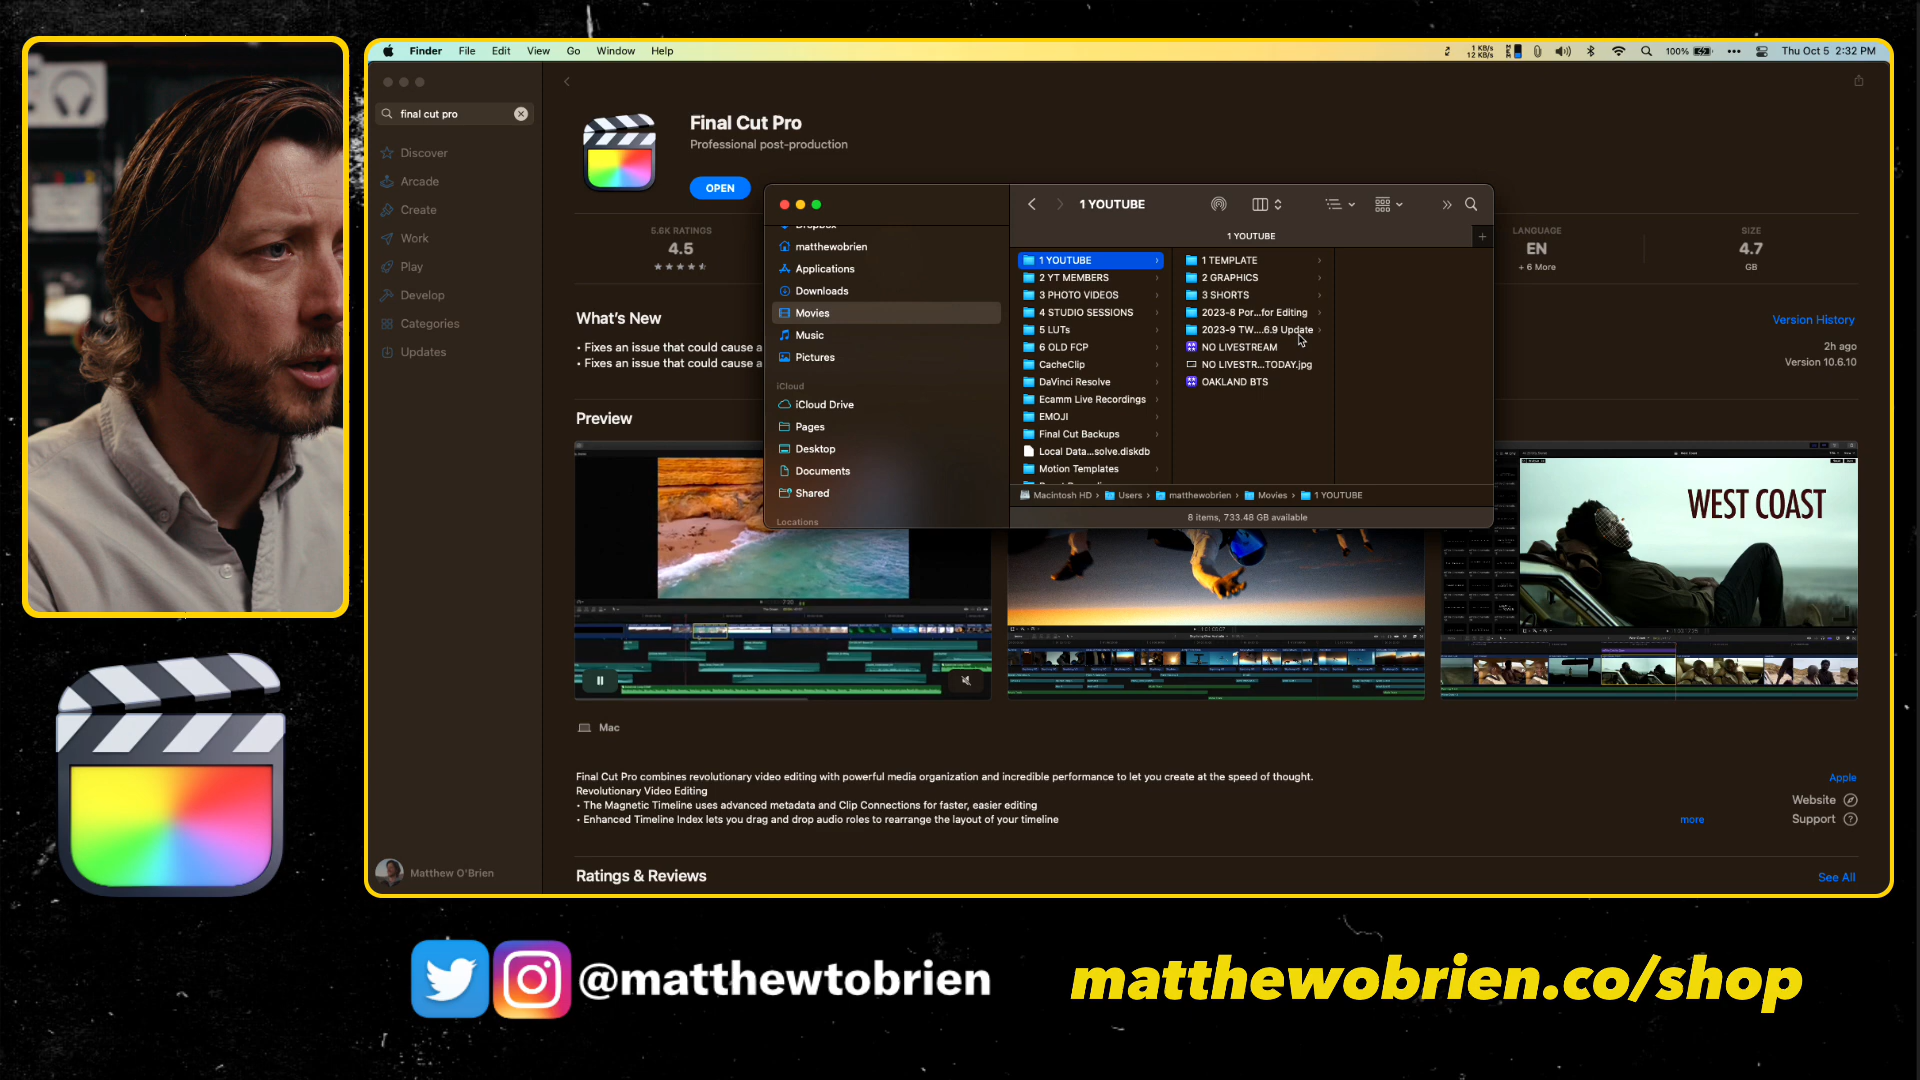 Finder File Edit View Go Window Help
1 KB/s
12 KB/s
100%
Thu Oct 5 2:32 PM
final cut pro
Discover
Arcade
Create
Work
Play
Develop
Categories
Updates
Matthew O'Brien
Final Cut Pro
Professional post-production
OPEN
5.6K RATINGS
4.5
LANGUAGE
EN
+ 6 More
SIZE
4.7
GB
What's New
• Fixes an issue that could cause a
• Fixes an issue that could cause a
Version History
2h ago
Version 10.6.10
Preview
Dropbox
matthewobrien
Applications
Downloads
Movies
Music
Pictures
iCloud
iCloud Drive
Pages
Desktop
Documents
Shared
Locations
1 YOUTUBE
1 YOUTUBE
1 YOUTUBE
2 YT MEMBERS
3 PHOTO VIDEOS
4 STUDIO SESSIONS
5 LUTs
6 OLD FCP
CacheClip
DaVinci Resolve
Ecamm Live Recordings
EMOJI
Final Cut Backups
Local Data...solve.diskdb
Motion Templates
1 TEMPLATE
2 GRAPHICS
3 SHORTS
2023-8 Por...for Editing
2023-9 TW....6.9 Update
NO LIVESTREAM
NO LIVESTR...TODAY.jpg
OAKLAND BTS
Macintosh HD › Users › matthewobrien › Movies › 1 YOUTUBE
8 items, 733.48 GB available
WEST COAST
Mac
Final Cut Pro combines revolutionary video editing with powerful media organization and incredible performance to let you create at the speed of thought.
Revolutionary Video Editing
• The Magnetic Timeline uses advanced metadata and Clip Connections for faster, easier editing
• Enhanced Timeline Index lets you drag and drop audio roles to rearrange the layout of your timeline
more
Apple
Website
Support
Ratings & Reviews
See All
@matthewtobrien
matthewobrien.co/shop